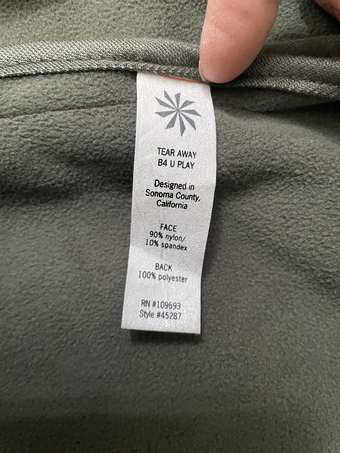 TEAR AWAY
B4 U PLAY
Designed in
Sonoma County,
California
FACE
90% nylon/
10% spandex
BACK
100% polyester
RN #109693
Style #45287